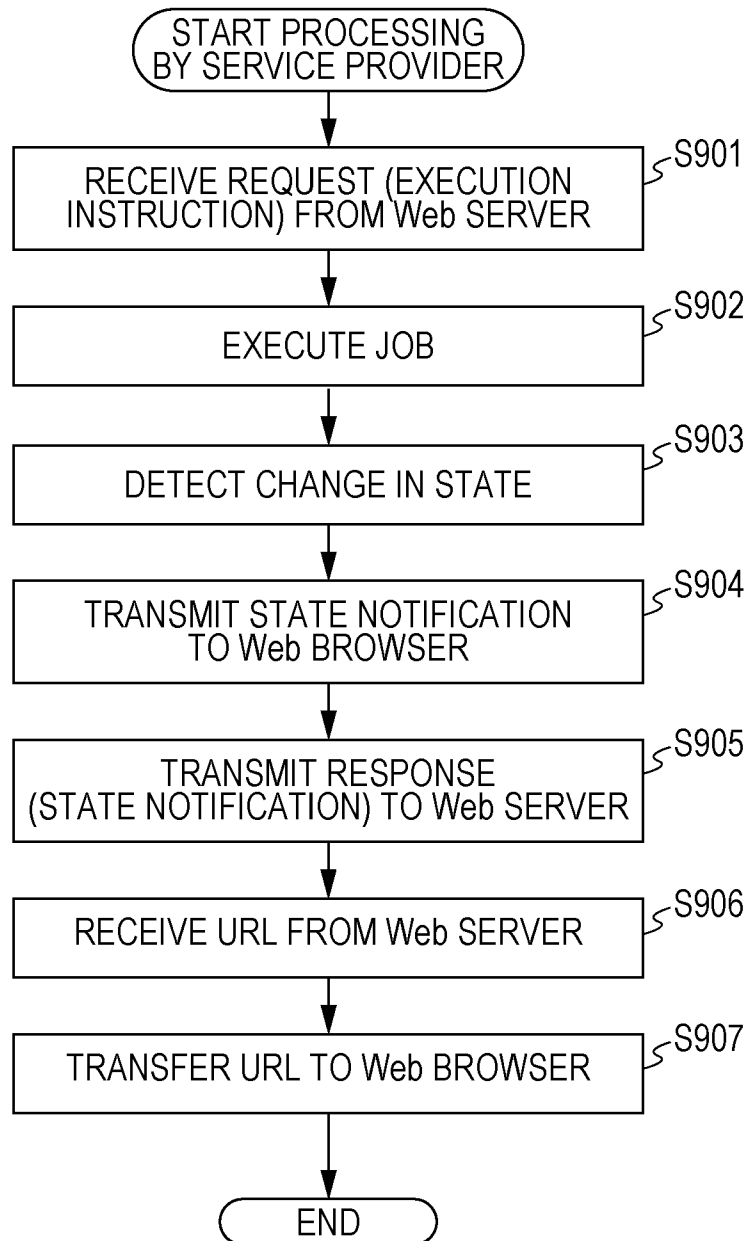 START PROCESSING
BY SERVICE PROVIDER
S901
RECEIVE REQUEST (EXECUTION
INSTRUCTION) FROM Web SERVER
S902
EXECUTE JOB
S903
DETECT CHANGE IN STATE
S904
TRANSMIT STATE NOTIFICATION
TO Web BROWSER
S905
TRANSMIT RESPONSE
(STATE NOTIFICATION) TO Web SERVER
S906
RECEIVE URL FROM Web SERVER
S907
TRANSFER URL TO Web BROWSER
END